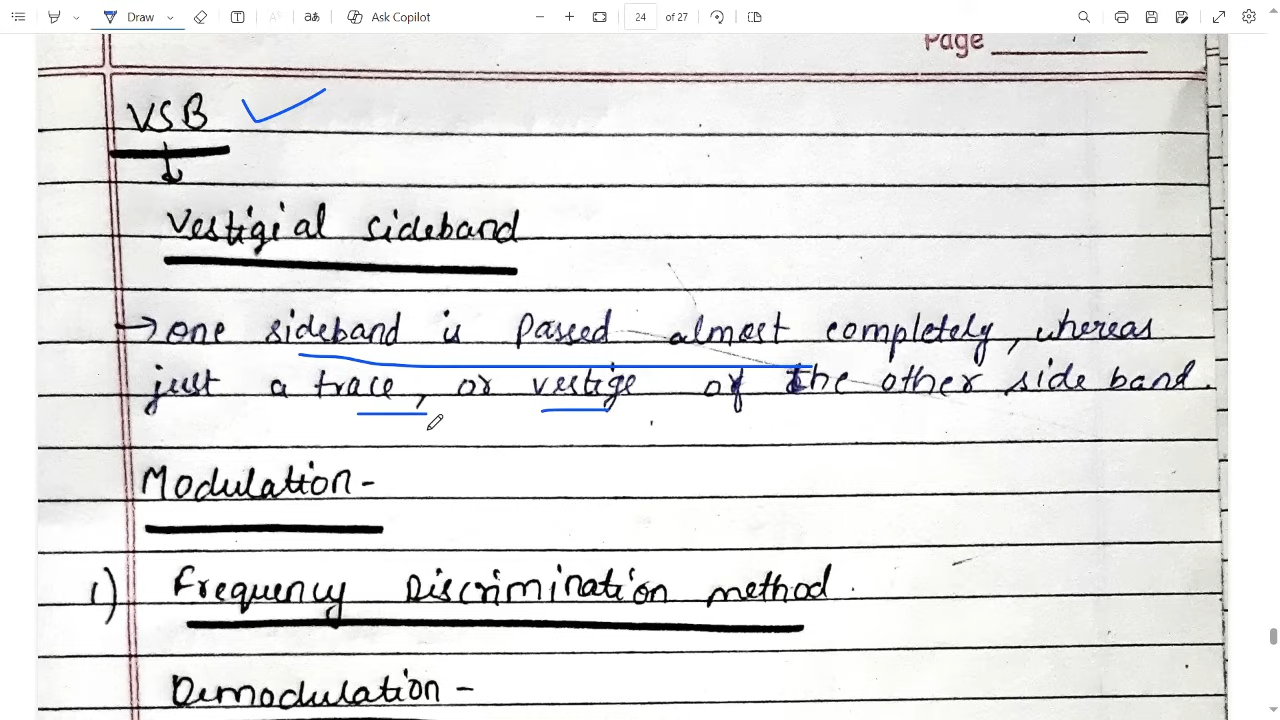 Draw
Ask Copilot
24 of 27
Page
VSB
Vestigial sideband
→ one sideband is passed almost completely, whereas
just a trace, or vestige of the other side band.
Modulation-
1) Frequency Discrimination method.
Demodulation -